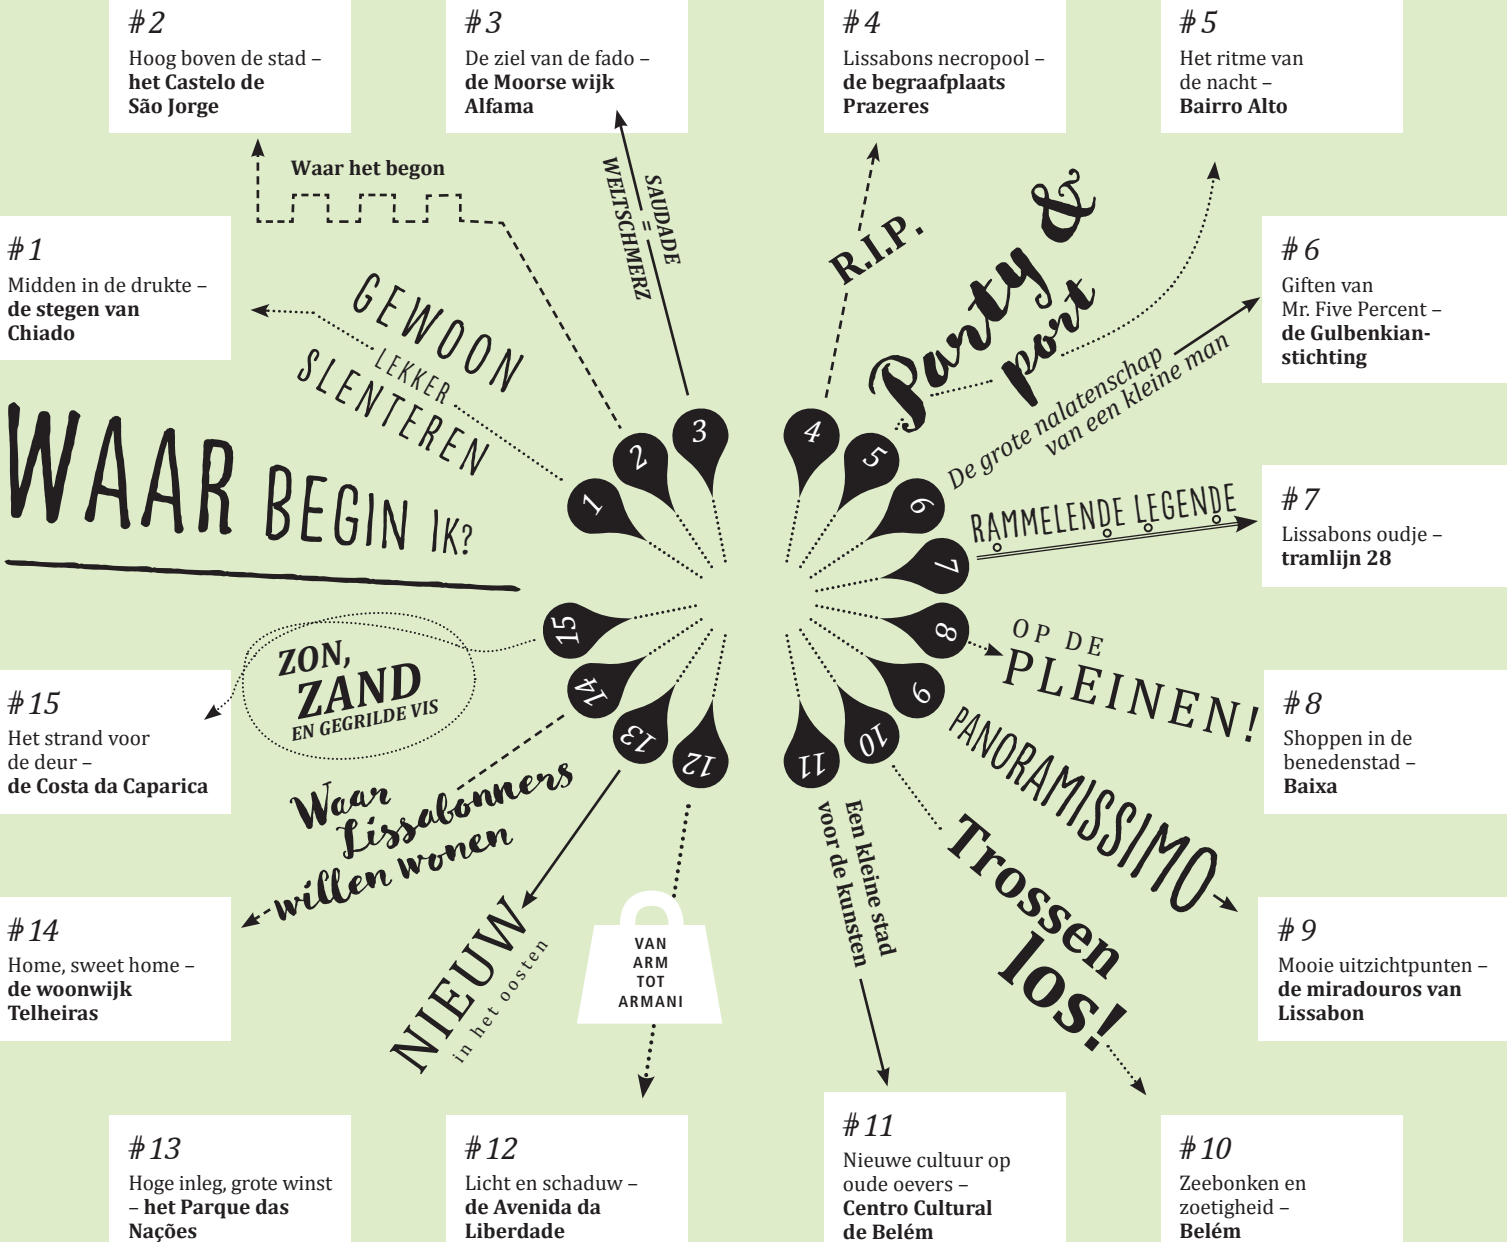 #2
Hoog boven de stad –
het Castelo de
São Jorge
#3
De ziel van de fado –
de Moorse wijk
Alfama
#4
Lissabons necropool –
de begraafplaats
Prazeres
#5
Het ritme van
de nacht –
Bairro Alto
Waar het begon
SAUDADE
=
WELTSCHMERZ
R.I.P.
Party &
port
#1
Midden in de drukte –
de stegen van
Chiado
GEWOON
LEKKER
SLENTEREN
#6
Giften van
Mr. Five Percent –
de Gulbenkian-
stichting
De grote nalatenschap
van een kleine man
WAAR BEGIN IK?
1
2
3
4
5
6
7
8
9
10
11
12
13
14
15
RAMMELENDE LEGENDE
#7
Lissabons oudje –
tramlijn 28
OP DE
PLEINEN!
#8
Shoppen in de
benedenstad –
Baixa
ZON,
ZAND
EN GEGRILDE VIS
#15
Het strand voor
de deur –
de Costa da Caparica
PANORAMISSIMO
#9
Mooie uitzichtpunten –
de miradouros van
Lissabon
Waar
Lissabonners
willen wonen
#14
Home, sweet home –
de woonwijk
Telheiras
NIEUW
in het oosten
VAN
ARM
TOT
ARMANI
Een kleine stad
voor de kunsten
Trossen
los!
#13
Hoge inleg, grote winst
– het Parque das
Nações
#12
Licht en schaduw –
de Avenida da
Liberdade
#11
Nieuwe cultuur op
oude oevers –
Centro Cultural
de Belém
#10
Zeebonken en
zoetigheid –
Belém